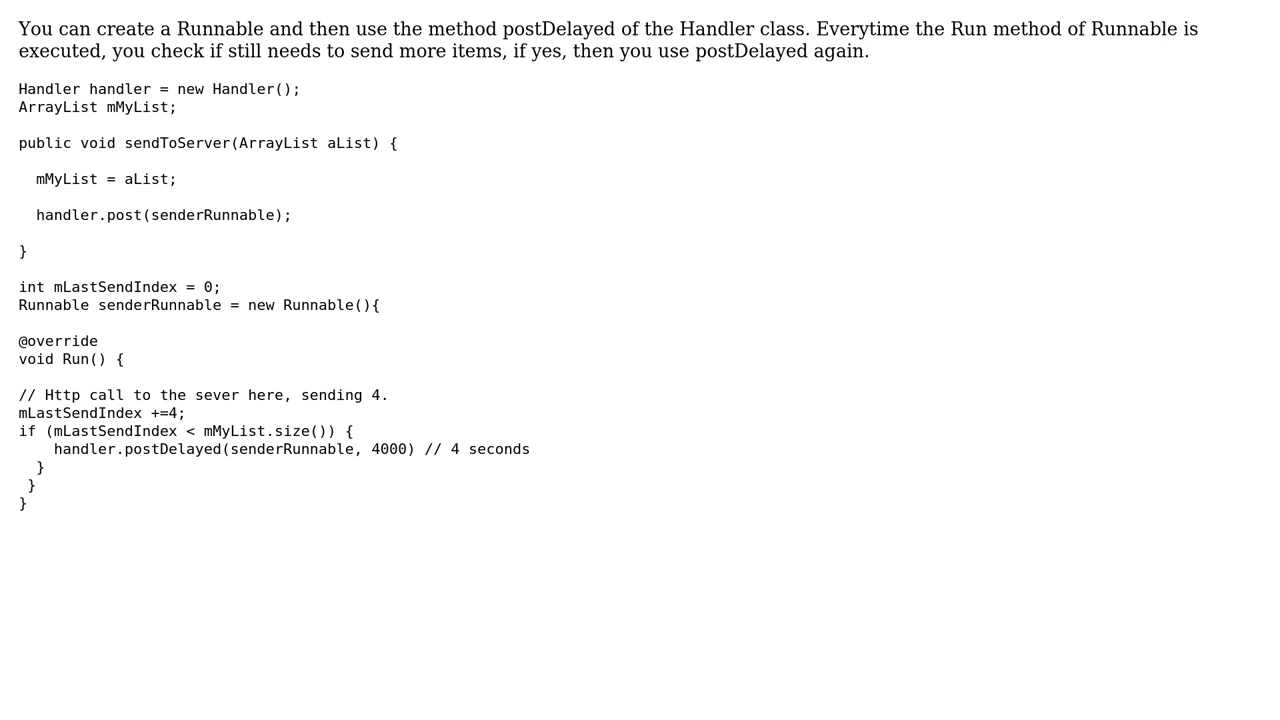 You can create a Runnable and then use the method postDelayed of the Handler class. Everytime the Run method of Runnable is
executed, you check if still needs to send more items, if yes, then you use postDelayed again.
Handler handler = new Handler();
ArrayList mMyList;
public void sendToServer(ArrayList aList) {
  mMyList = aList;
  handler.post(senderRunnable);
}
int mLastSendIndex = 0;
Runnable senderRunnable = new Runnable(){
@override
void Run() {
// Http call to the sever here, sending 4.
mLastSendIndex +=4;
if (mLastSendIndex < mMyList.size()) {
    handler.postDelayed(senderRunnable, 4000) // 4 seconds
  }
 }
}